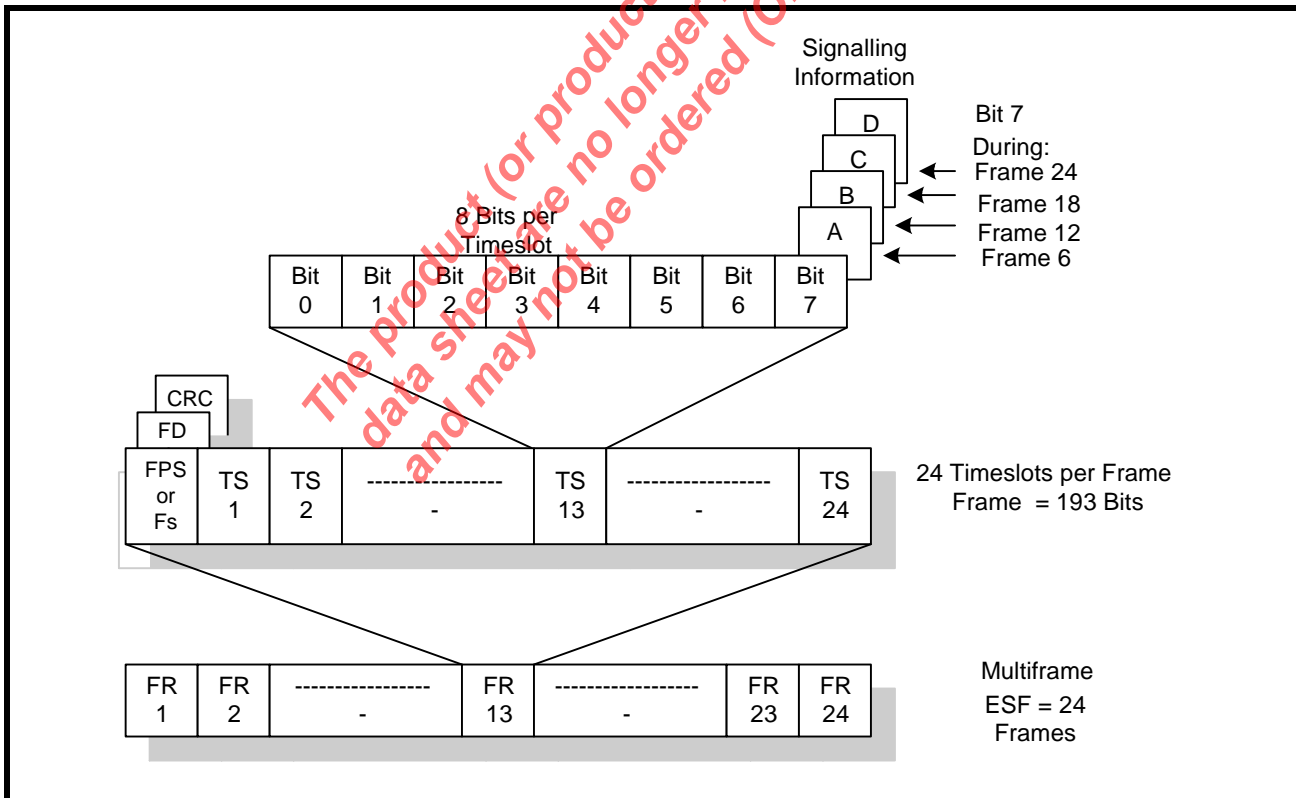 The product (or produc
data sheet are no longer
and may not be ordered (O
Signalling
Information
D
C
B
A
Bit 7
During:
Frame 24
Frame 18
Frame 12
Frame 6
8 Bits per
Timeslot
Bit 0
Bit 1
Bit 2
Bit 3
Bit 4
Bit 5
Bit 6
Bit 7
CRC
FD
FPS
or
Fs
TS 1
TS 2
-----------------
-
TS 13
------------------
-
TS 24
24 Timeslots per Frame
Frame = 193 Bits
FR 1
FR 2
-----------------
-
FR 13
------------------
-
FR 23
FR 24
Multiframe
ESF = 24
Frames